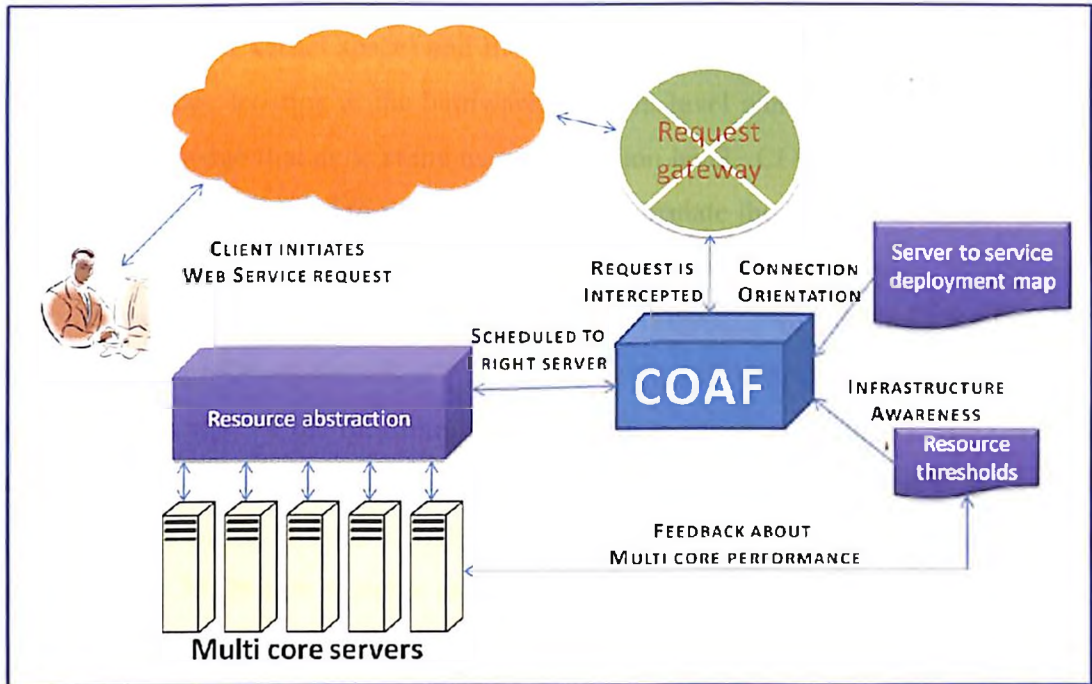 Request
gateway
CLIENT INITIATES
WEB SERVICE REQUEST
REQUEST IS
INTERCEPTED
CONNECTION
ORIENTATION
Server to service
deployment map
SCHEDULED TO
RIGHT SERVER
COAF
Resource abstraction
INFRASTRUCTURE
AWARENESS
Resource
thresholds
FEEDBACK ABOUT
MULTI CORE PERFORMANCE
Multi core servers